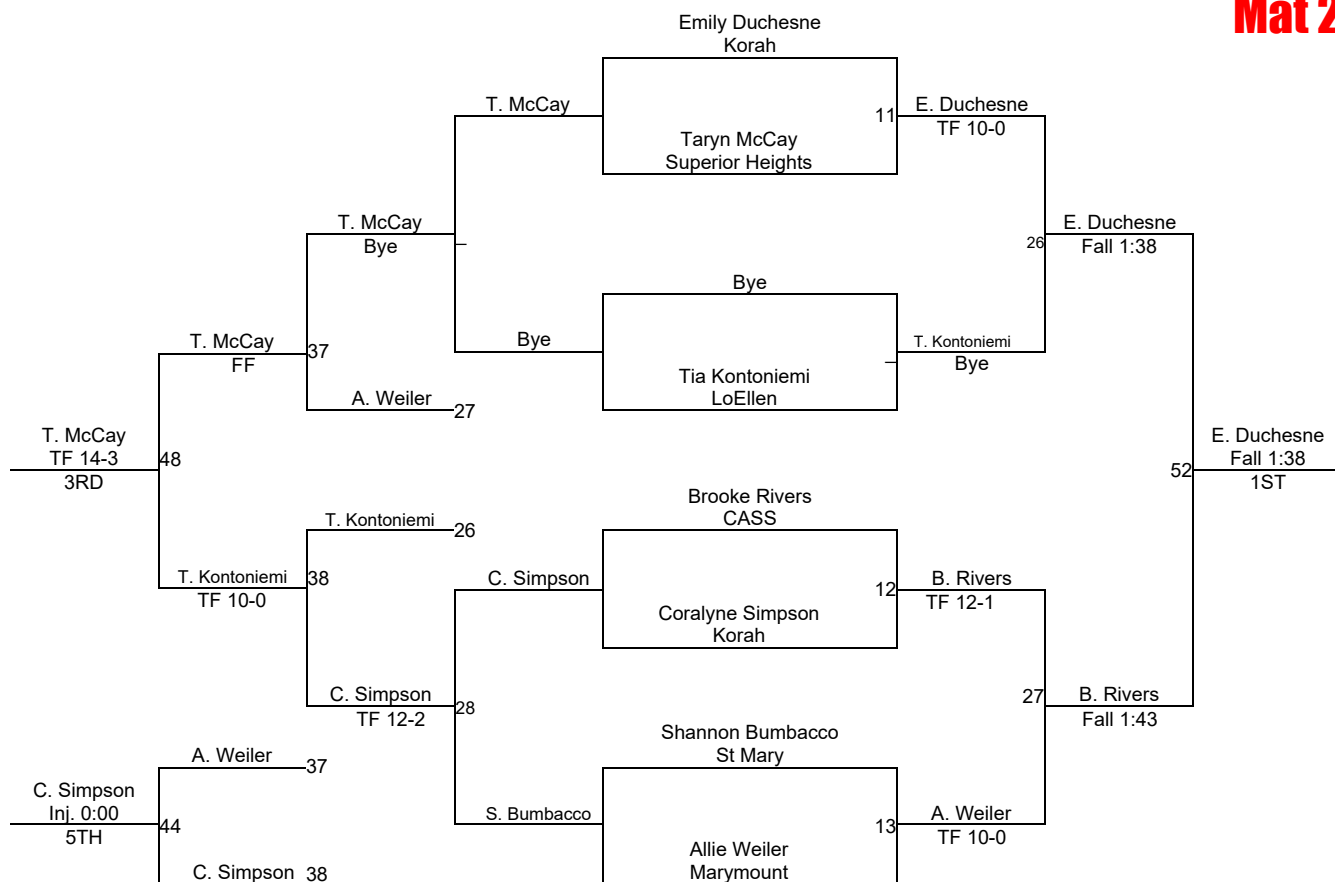 Mat 2
Emily Duchesne
Korah
T. McCay
11
E. Duchesne
TF 10-0
Taryn McCay
Superior Heights
T. McCay
Bye
–
26
E. Duchesne
Fall 1:38
Bye
T. McCay
FF
37
Bye
–
T. Kontoniemi
Bye
Tia Kontoniemi
LoEllen
A. Weiler
27
T. McCay
TF 14-3
3RD
48
52
E. Duchesne
Fall 1:38
1ST
Brooke Rivers
CASS
T. Kontoniemi
26
T. Kontoniemi
TF 10-0
38
C. Simpson
12
B. Rivers
TF 12-1
Coralyne Simpson
Korah
C. Simpson
TF 12-2
28
27
B. Rivers
Fall 1:43
Shannon Bumbacco
St Mary
A. Weiler
37
C. Simpson
Inj. 0:00
5TH
44
S. Bumbacco
13
A. Weiler
TF 10-0
Allie Weiler
Marymount
C. Simpson
38